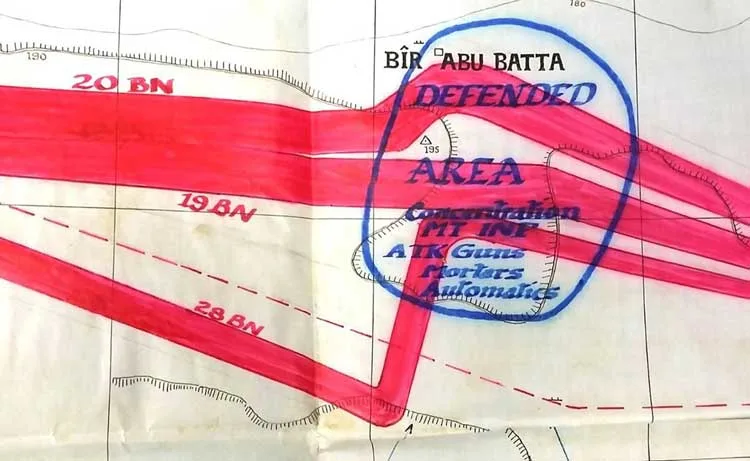 180
190
BÎR ABU BATTA
20 BN
DEFENDED
195
AREA
19 BN
Concentration
MT INF
ATK Guns
Mortars
Automatics
28 BN